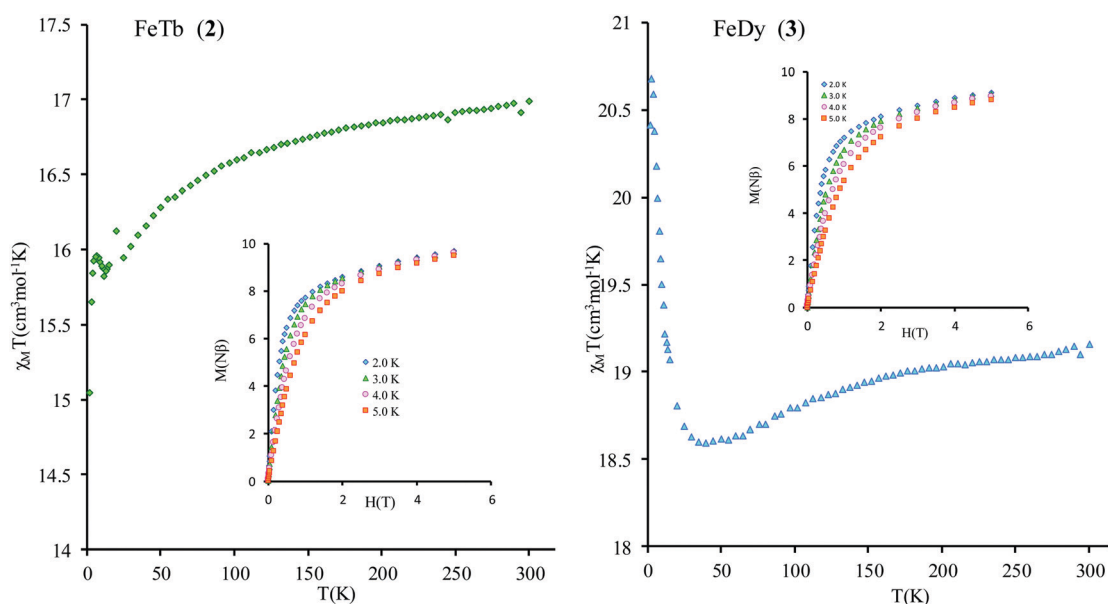 FeTb (2)
17.5
17
16.5
16
15.5
15
14.5
14
χMT(cm³mol⁻¹K)
0
50
100
150
200
250
300
T(K)
10
8
6
4
2
0
M(Nβ)
0
2
4
6
H(T)
2.0 K
3.0 K
4.0 K
5.0 K
FeDy (3)
21
20.5
20
19.5
19
18.5
18
χMT(cm³mol⁻¹K)
0
50
100
150
200
250
300
T(K)
10
8
6
4
2
0
M(Nβ)
0
2
4
6
H(T)
2.0 K
3.0 K
4.0 K
5.0 K